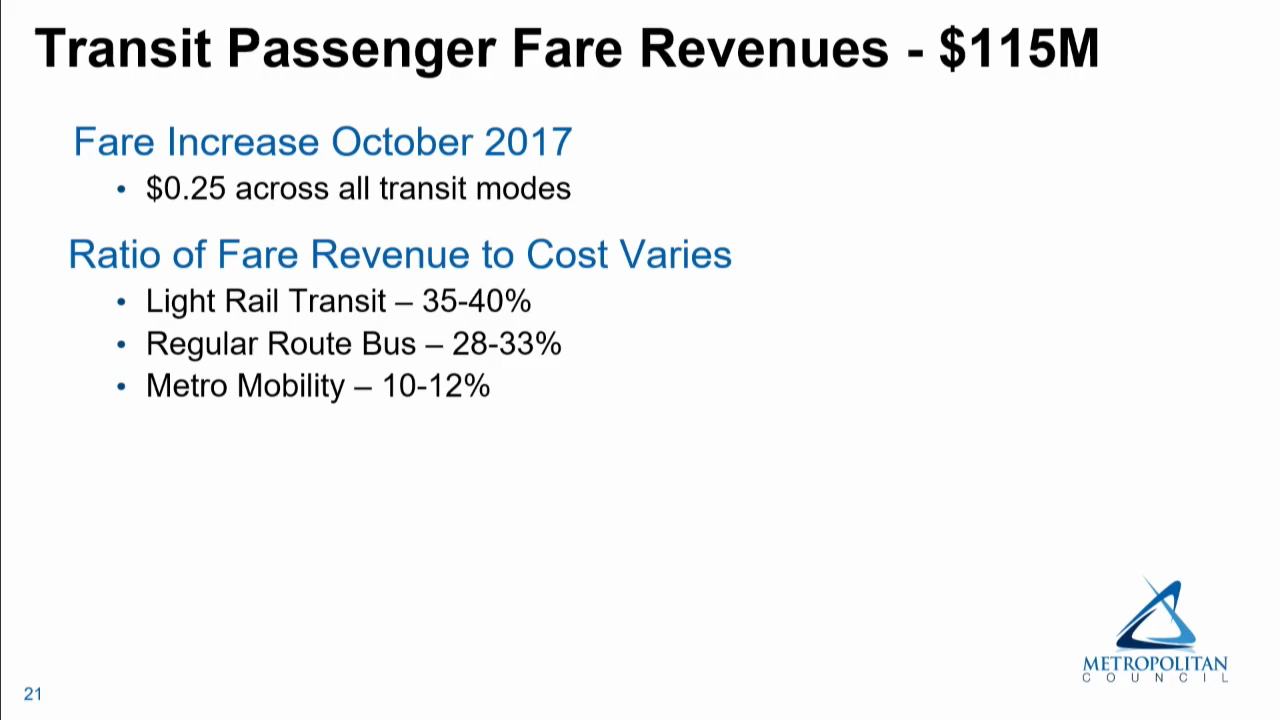 Transit Passenger Fare Revenues - $115M
Fare Increase October 2017
• $0.25 across all transit modes
Ratio of Fare Revenue to Cost Varies
• Light Rail Transit – 35-40%
• Regular Route Bus – 28-33%
• Metro Mobility – 10-12%
METROPOLITAN
COUNCIL
21